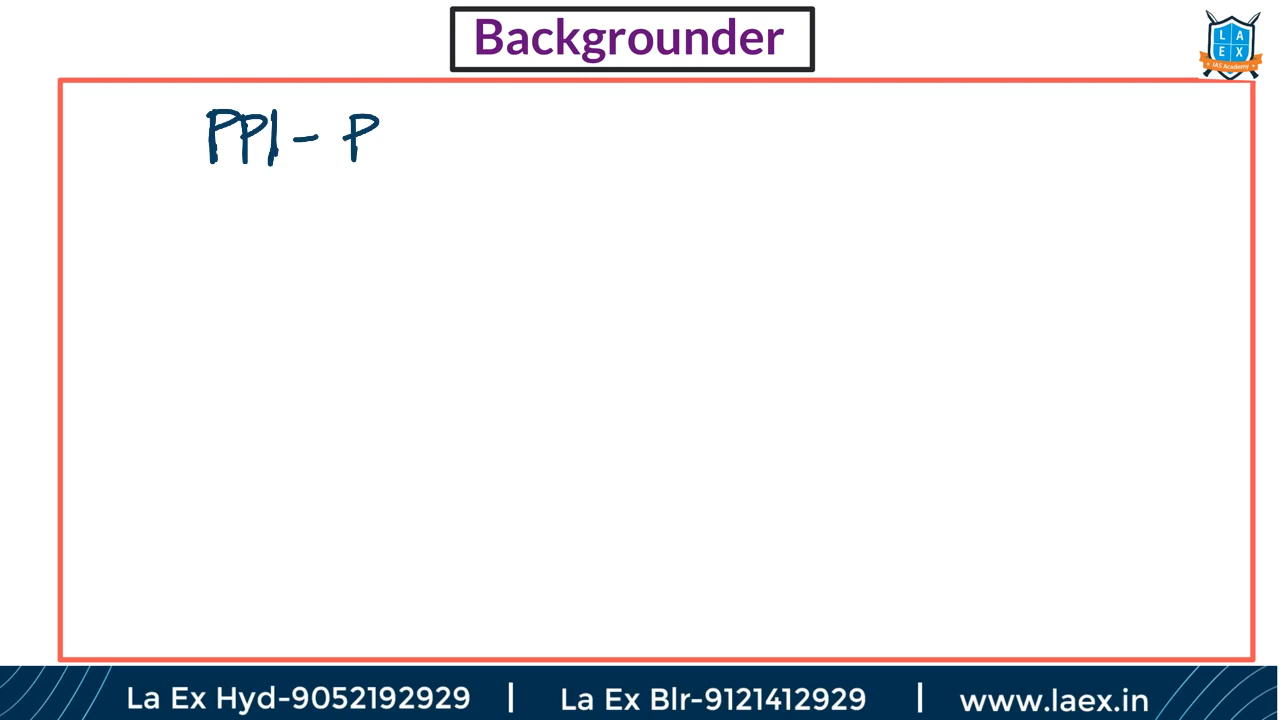 Backgrounder
L A
E X
IAS Academy
PPI - P
La Ex Hyd-9052192929 | La Ex Blr-9121412929 | www.laex.in